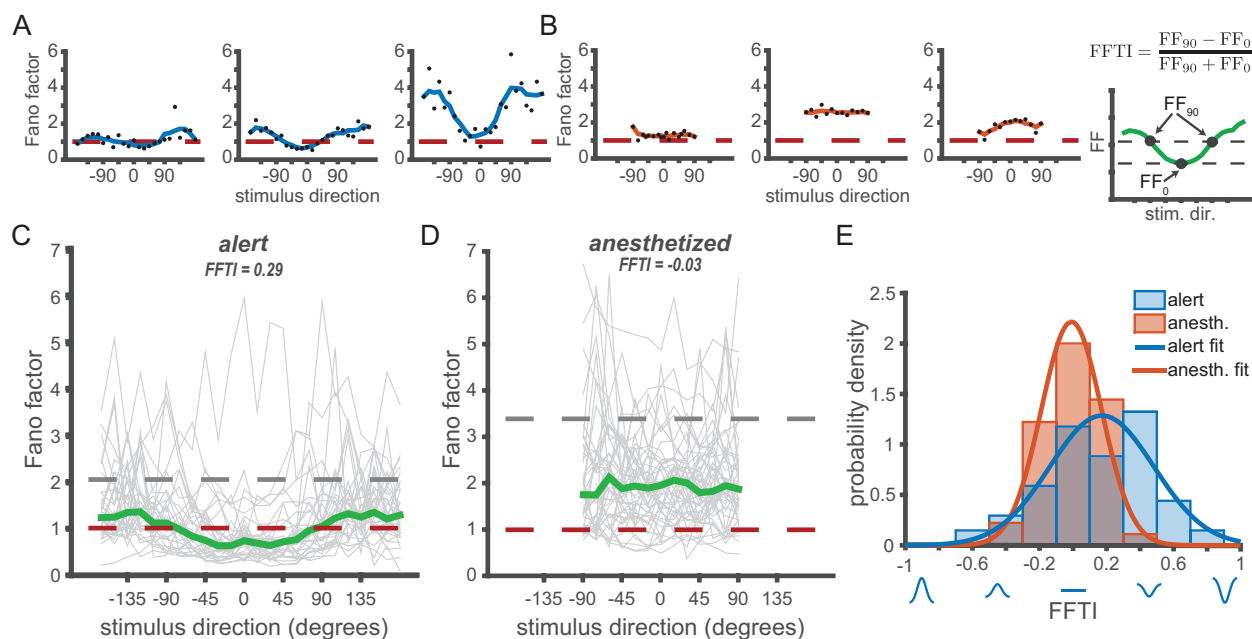 A
B
6
4
2
0
Fano factor
-90 0 90
6
4
2
0
-90 0 90
6
4
2
0
-90 0 90
stimulus direction
6
4
2
0
Fano factor
-90 0 90
6
4
2
0
-90 0 90
6
4
2
0
-90 0 90
stimulus direction
FFTI = (FF90 − FF0) / (FF90 + FF0)
FF90
FF
FF0
stim. dir.
C
alert
FFTI = 0.29
7
6
5
4
3
2
1
0
Fano factor
-135 -90 -45 0 45 90 135
stimulus direction (degrees)
D
anesthetized
FFTI = -0.03
7
6
5
4
3
2
1
0
Fano factor
-135 -90 -45 0 45 90 135
stimulus direction (degrees)
E
alert
anesth.
alert fit
anesth. fit
2.5
2
1.5
1
0.5
0
probability density
-1 -0.6 -0.2 0.2 0.6 1
FFTI